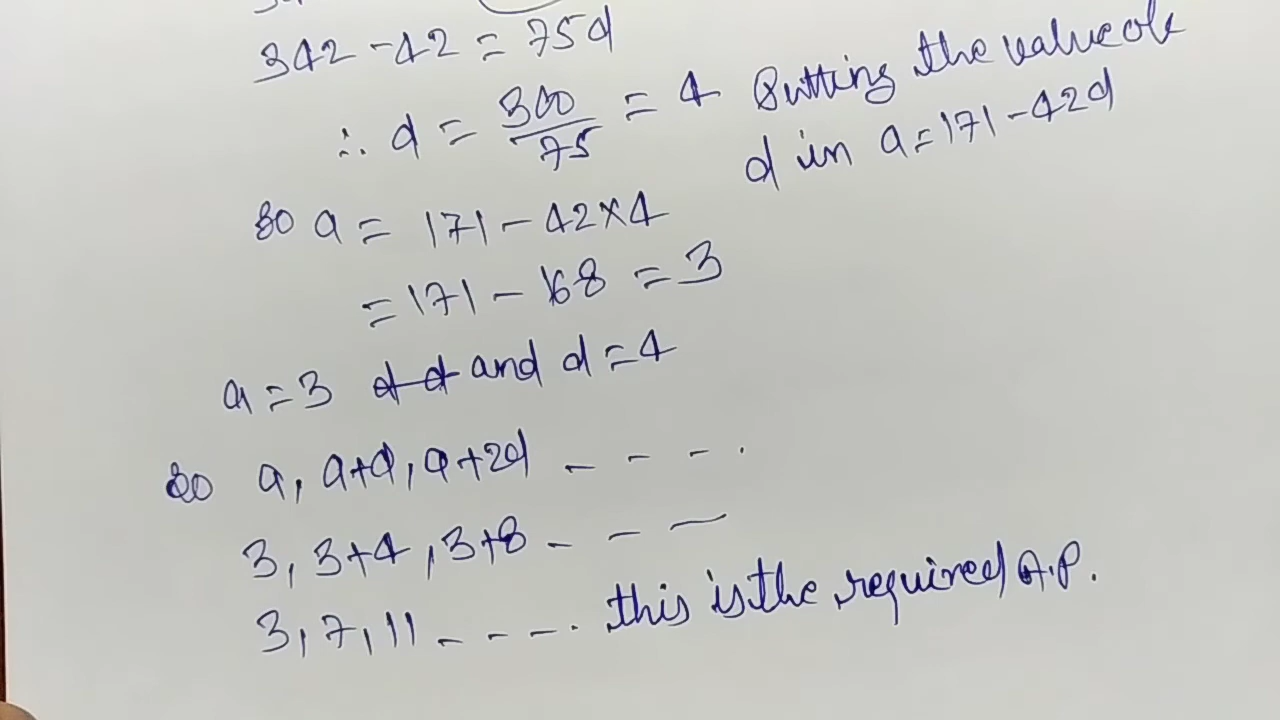 342 - 42 = 75d
∴ d = 300/75 = 4 Putting the value of
d in a = 171 - 42d
so a = 171 - 42 × 4
= 171 - 168 = 3
a = 3 and d = 4
so a, a+d, a+2d - - - .
3, 3+4, 3+8 - - -
3, 7, 11 - - - . this is the required A.P.